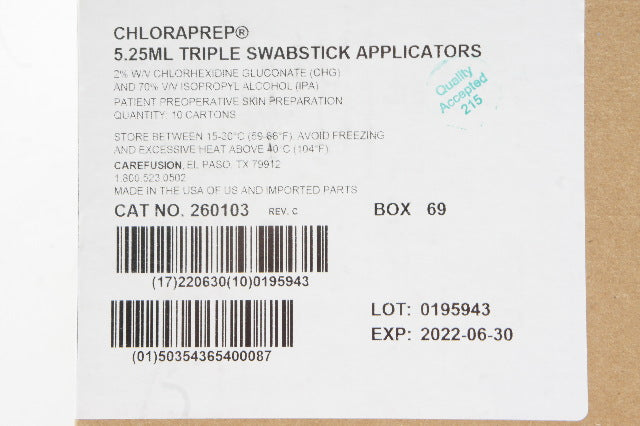 CHLORAPREP®
5.25ML TRIPLE SWABSTICK APPLICATORS
2% W/V CHLORHEXIDINE GLUCONATE (CHG)
AND 70% V/V ISOPROPYL ALCOHOL (IPA)
PATIENT PREOPERATIVE SKIN PREPARATION
QUANTITY: 10 CARTONS
Quality
Accepted
215
STORE BETWEEN 15-30°C (59-86°F). AVOID FREEZING
AND EXCESSIVE HEAT ABOVE 40°C (104°F)
CAREFUSION, EL PASO, TX 79912
1.800.523.0502
MADE IN THE USA OF US AND IMPORTED PARTS
CAT NO. 260103 REV. C BOX 69
(17)220630(10)0195943
LOT: 0195943
EXP: 2022-06-30
(01)50354365400087